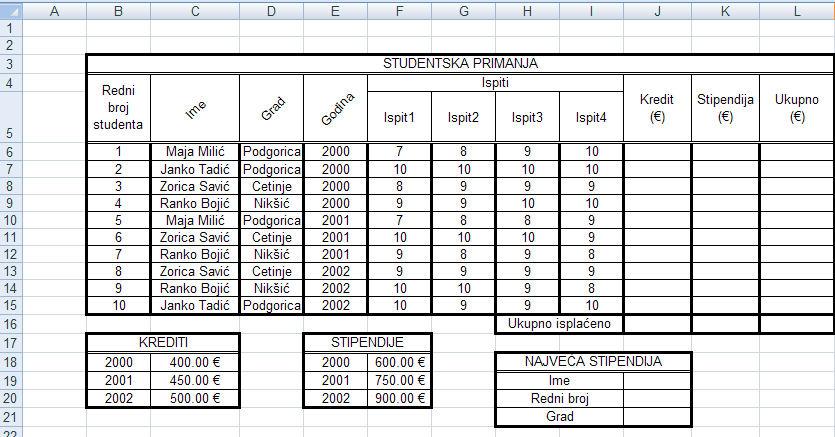 A B C D E F G H I J K L
1
2
3 STUDENTSKA PRIMANJA
4 Redni broj studenta Ime Grad Godina Ispiti Kredit (€) Stipendija (€) Ukupno (€)
5 Ispit1 Ispit2 Ispit3 Ispit4
6 1 Maja Milić Podgorica 2000 7 8 9 10
7 2 Janko Tadić Podgorica 2000 10 10 10 10
8 3 Zorica Savić Cetinje 2000 8 9 9 9
9 4 Ranko Bojić Nikšić 2000 9 9 10 10
10 5 Maja Milić Podgorica 2001 7 8 8 9
11 6 Zorica Savić Cetinje 2001 10 10 10 9
12 7 Ranko Bojić Nikšić 2001 9 8 9 8
13 8 Zorica Savić Cetinje 2002 9 9 9 9
14 9 Ranko Bojić Nikšić 2002 10 10 9 8
15 10 Janko Tadić Podgorica 2002 10 9 9 10
16 Ukupno isplaćeno
17 KREDITI STIPENDIJE
18 2000 400.00 € 2000 600.00 € NAJVEĆA STIPENDIJA
19 2001 450.00 € 2001 750.00 € Ime
20 2002 500.00 € 2002 900.00 € Redni broj
21 Grad
22